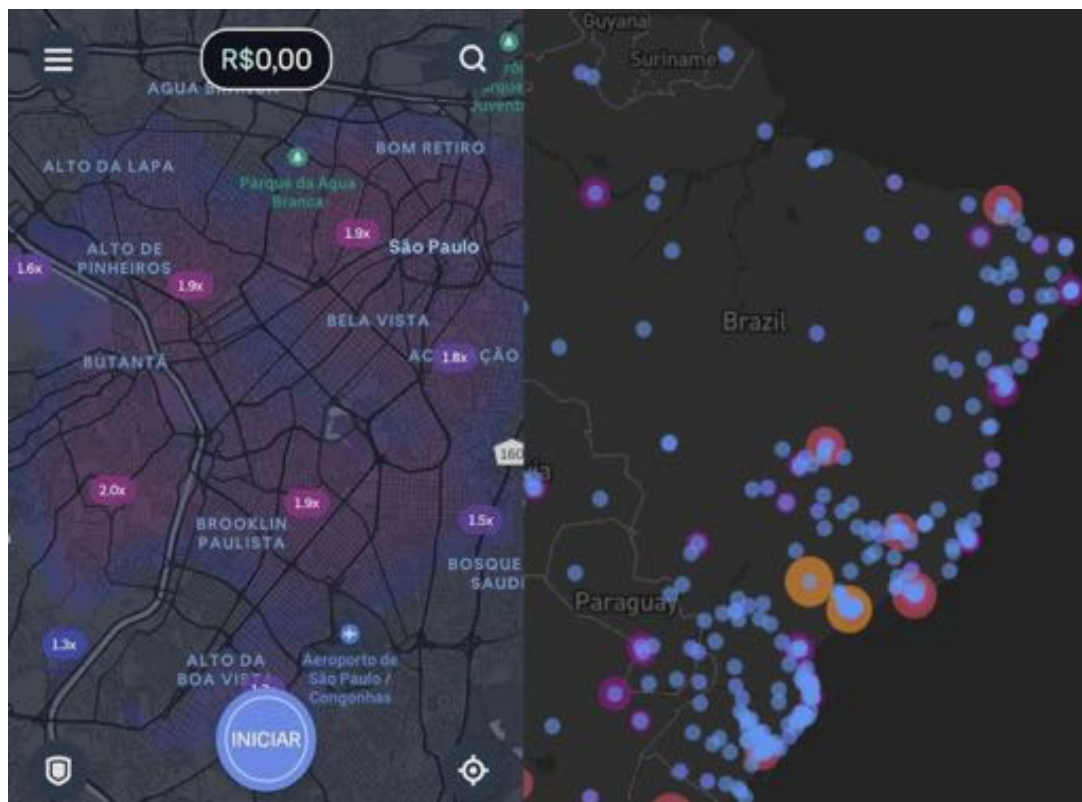 R$0,00
AGUA
ALTO DA LAPA
BOM RETIRO
Parque da Água
Branca
1.9x
São Paulo
ALTO DE
PINHEIROS
1.6x
1.9x
BELA VISTA
BUTANTÃ
1.8x
ÇÃO
160
2.0x
1.9x
BROOKLIN
PAULISTA
1.5x
BOSQUE
SAUD
1.3x
ALTO DA
BOA VISTA
Aeroporto de
São Paulo /
Congonhas
INICIAR
Guyana
Suriname
Brazil
Paraguay